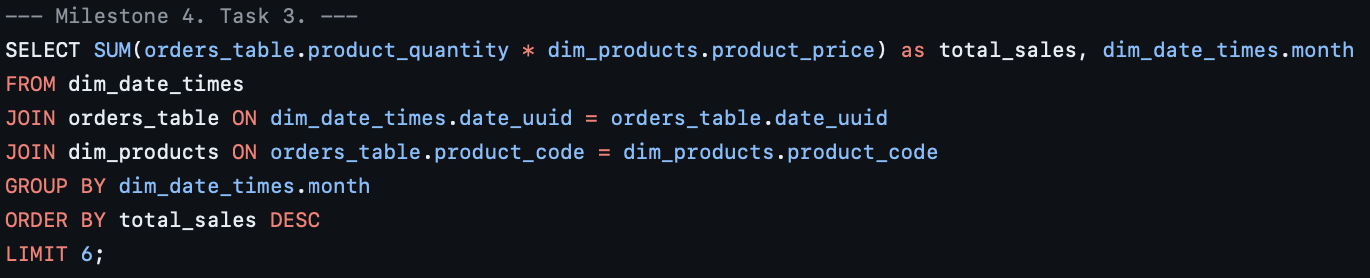 --- Milestone 4. Task 3. ---
SELECT SUM(orders_table.product_quantity * dim_products.product_price) as total_sales, dim_date_times.month
FROM dim_date_times
JOIN orders_table ON dim_date_times.date_uuid = orders_table.date_uuid
JOIN dim_products ON orders_table.product_code = dim_products.product_code
GROUP BY dim_date_times.month
ORDER BY total_sales DESC
LIMIT 6;